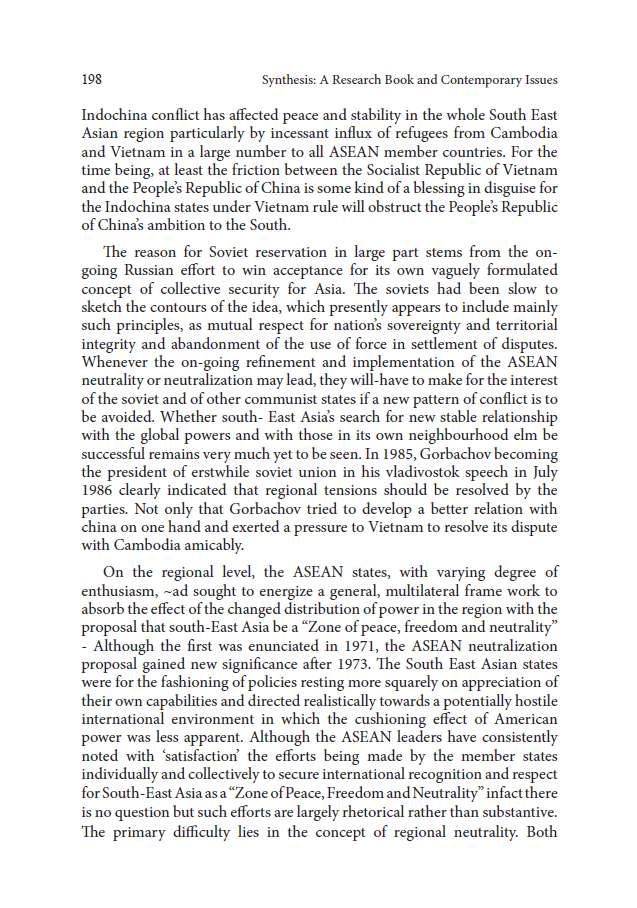 198 Synthesis: A Research Book and Contemporary Issues
Indochina conflict has affected peace and stability in the whole South East
Asian region particularly by incessant influx of refugees from Cambodia
and Vietnam in a large number to all ASEAN member countries. For the
time being, at least the friction between the Socialist Republic of Vietnam
and the People's Republic of China is some kind of a blessing in disguise for
the Indochina states under Vietnam rule will obstruct the People's Republic
of China's ambition to the South.
The reason for Soviet reservation in large part stems from the on-
going Russian effort to win acceptance for its own vaguely formulated
concept of collective security for Asia. The soviets had been slow to
sketch the contours of the idea, which presently appears to include mainly
such principles, as mutual respect for nation's sovereignty and territorial
integrity and abandonment of the use of force in settlement of disputes.
Whenever the on-going refinement and implementation of the ASEAN
neutrality or neutralization may lead, they will-have to make for the interest
of the soviet and of other communist states if a new pattern of conflict is to
be avoided. Whether south- East Asia's search for new stable relationship
with the global powers and with those in its own neighbourhood elm be
successful remains very much yet to be seen. In 1985, Gorbachov becoming
the president of erstwhile soviet union in his vladivostok speech in July
1986 clearly indicated that regional tensions should be resolved by the
parties. Not only that Gorbachov tried to develop a better relation with
china on one hand and exerted a pressure to Vietnam to resolve its dispute
with Cambodia amicably.
On the regional level, the ASEAN states, with varying degree of
enthusiasm, ~ad sought to energize a general, multilateral frame work to
absorb the effect of the changed distribution of power in the region with the
proposal that south-East Asia be a “Zone of peace, freedom and neutrality”
- Although the first was enunciated in 1971, the ASEAN neutralization
proposal gained new significance after 1973. The South East Asian states
were for the fashioning of policies resting more squarely on appreciation of
their own capabilities and directed realistically towards a potentially hostile
international environment in which the cushioning effect of American
power was less apparent. Although the ASEAN leaders have consistently
noted with ‘satisfaction’ the efforts being made by the member states
individually and collectively to secure international recognition and respect
for South-East Asia as a “Zone of Peace, Freedom and Neutrality” infact there
is no question but such efforts are largely rhetorical rather than substantive.
The primary difficulty lies in the concept of regional neutrality. Both